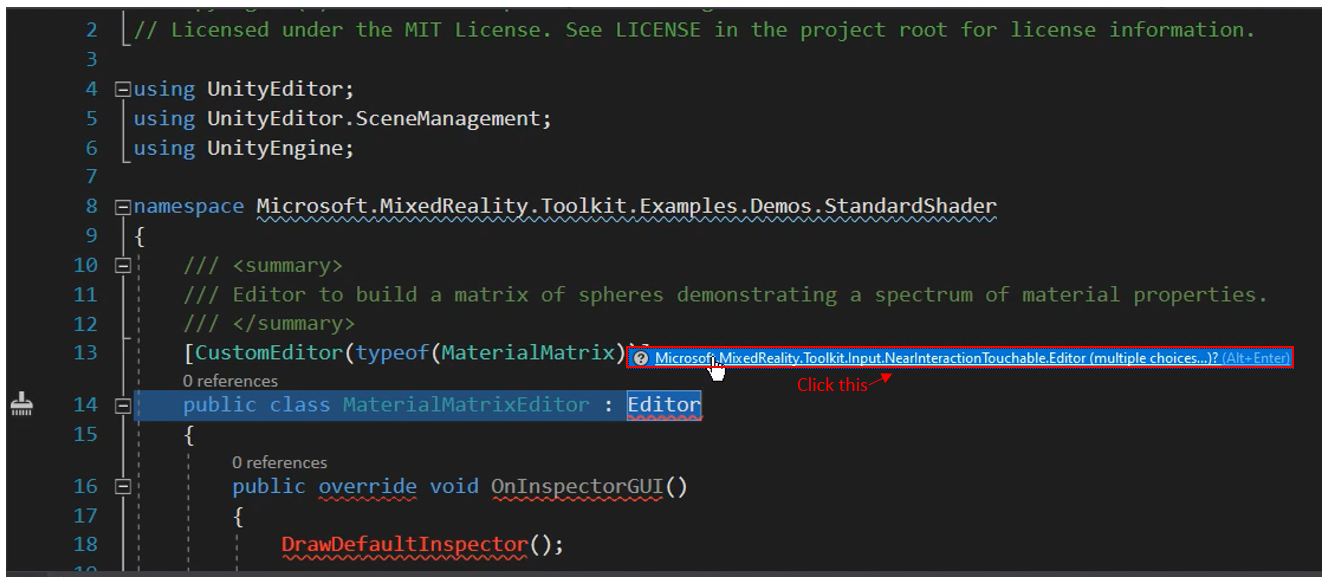 2 // Licensed under the MIT License. See LICENSE in the project root for license information.
3
4 using UnityEditor;
5 using UnityEditor.SceneManagement;
6 using UnityEngine;
7
8 namespace Microsoft.MixedReality.Toolkit.Examples.Demos.StandardShader
9 {
10 /// <summary>
11 /// Editor to build a matrix of spheres demonstrating a spectrum of material properties.
12 /// </summary>
13 [CustomEditor(typeof(MaterialMatrix))]
Microsoft.MixedReality.Toolkit.Input.NearInteractionTouchable.Editor (multiple choices...)? (Alt+Enter)
Click this
0 references
14 public class MaterialMatrixEditor : Editor
15 {
0 references
16 public override void OnInspectorGUI()
17 {
18 DrawDefaultInspector();